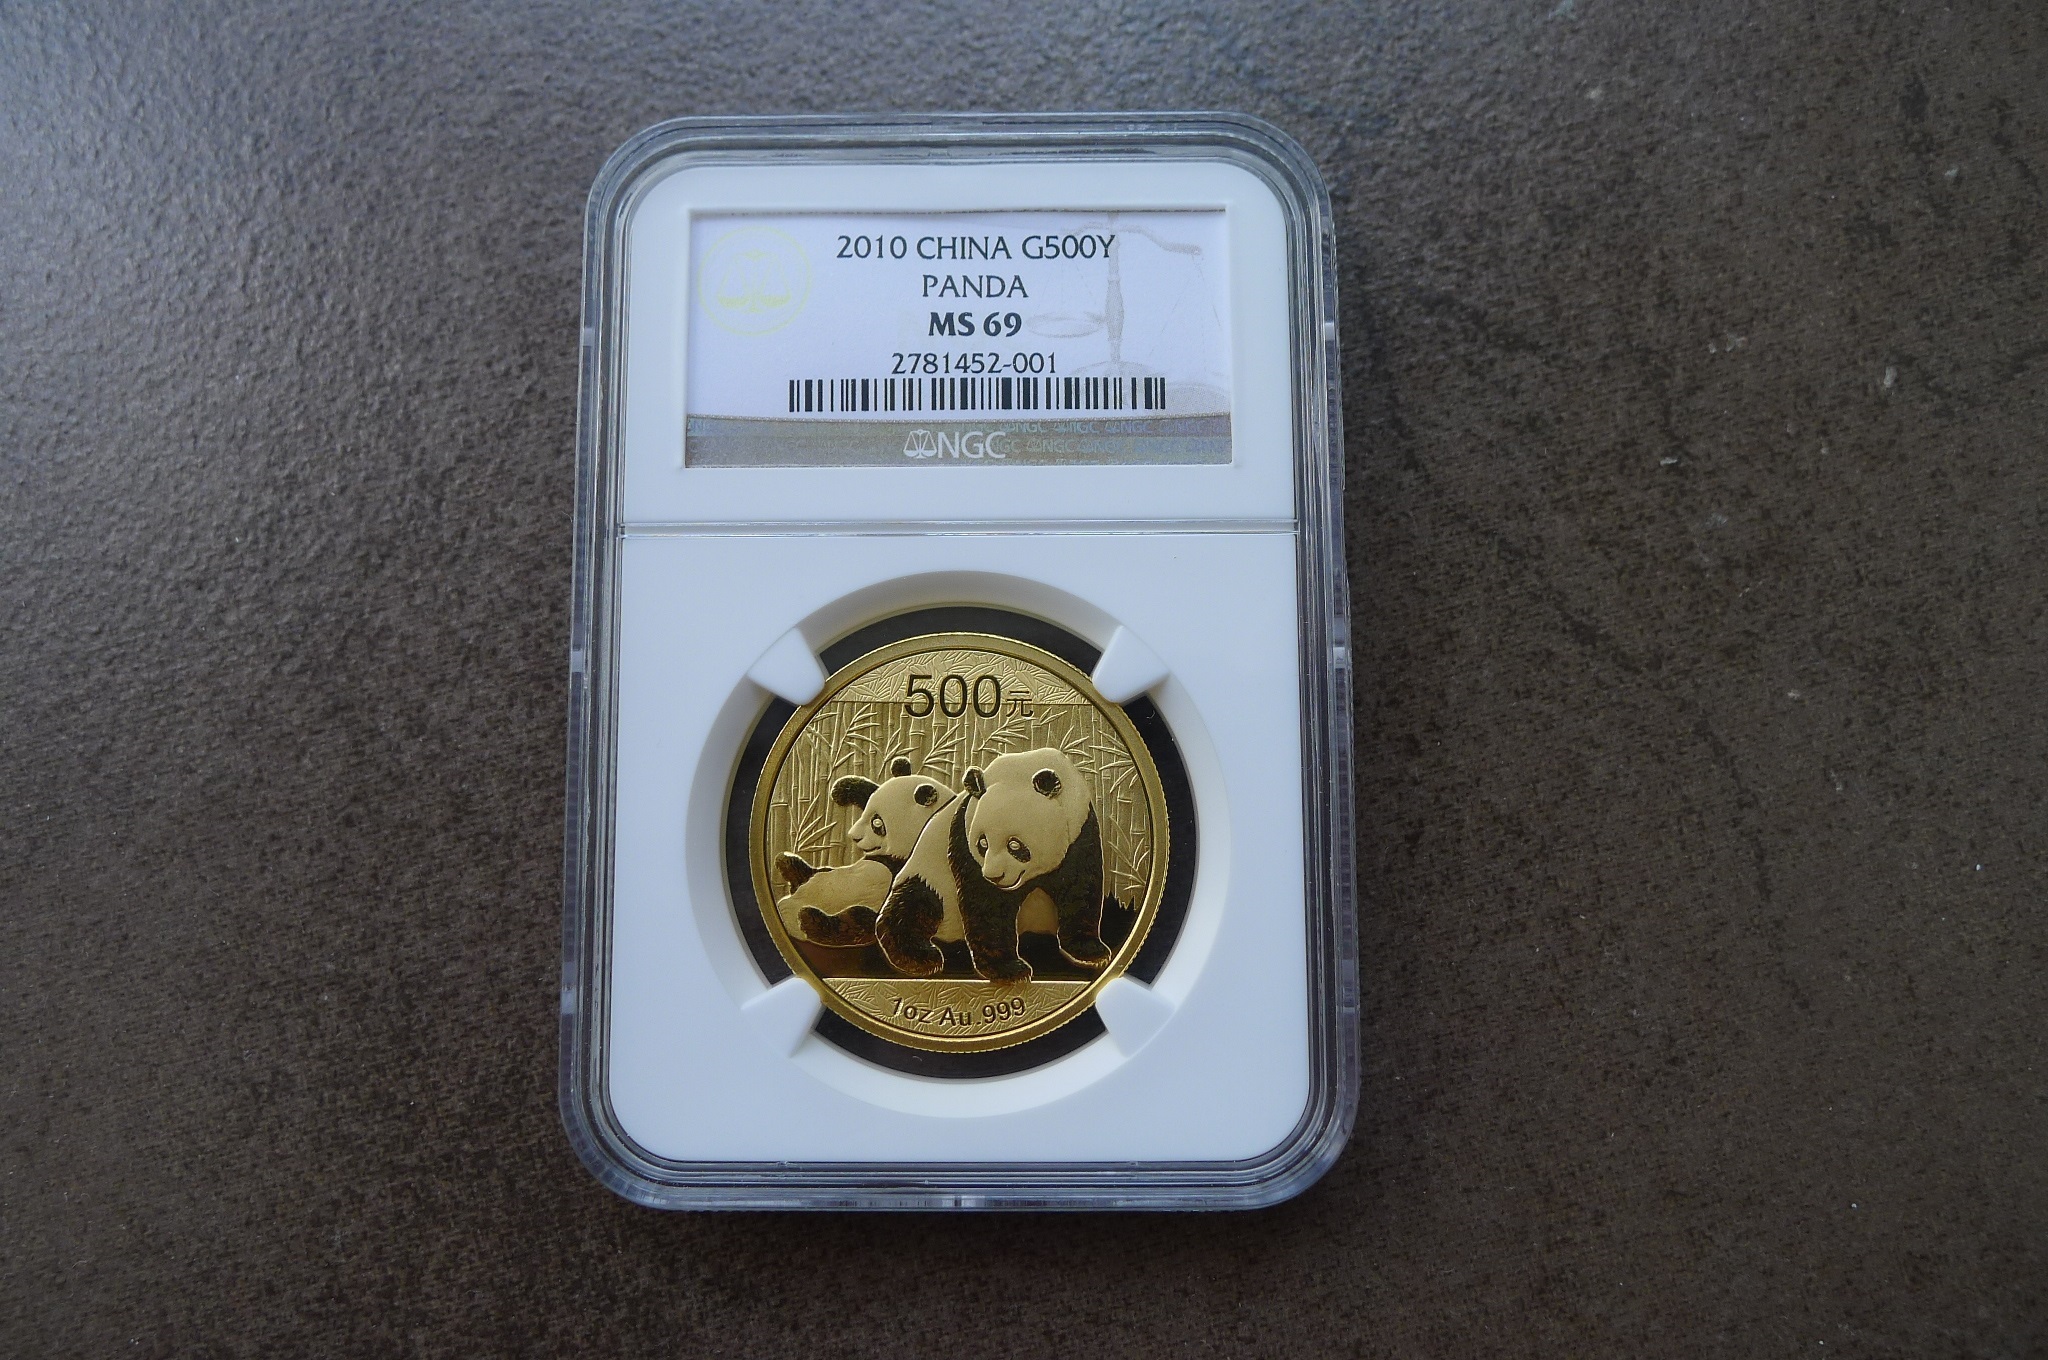 2010 CHINA G500Y
PANDA
MS 69
2781452-001
NGC
500元
1oz Au.999